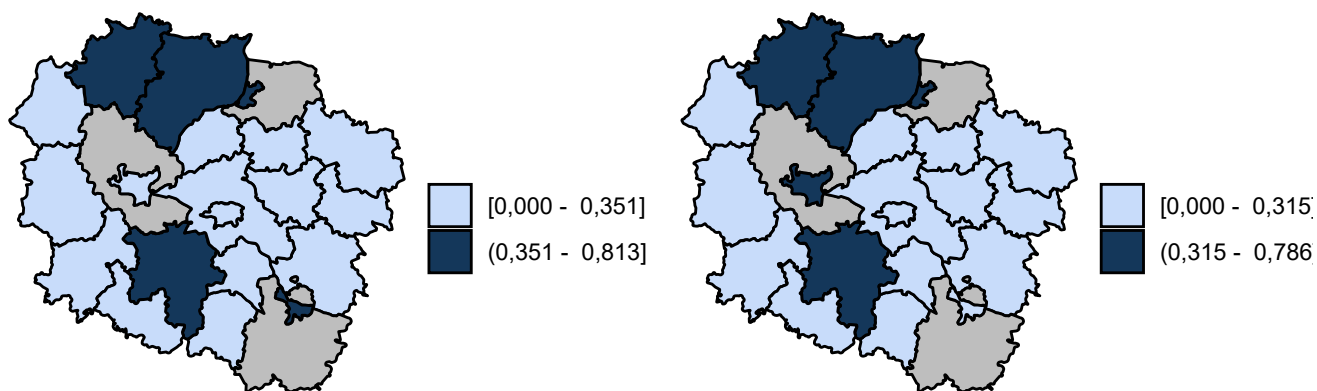 [0,000 -  0,351]
(0,351 -  0,813]
[0,000 -  0,315]
(0,315 -  0,786]